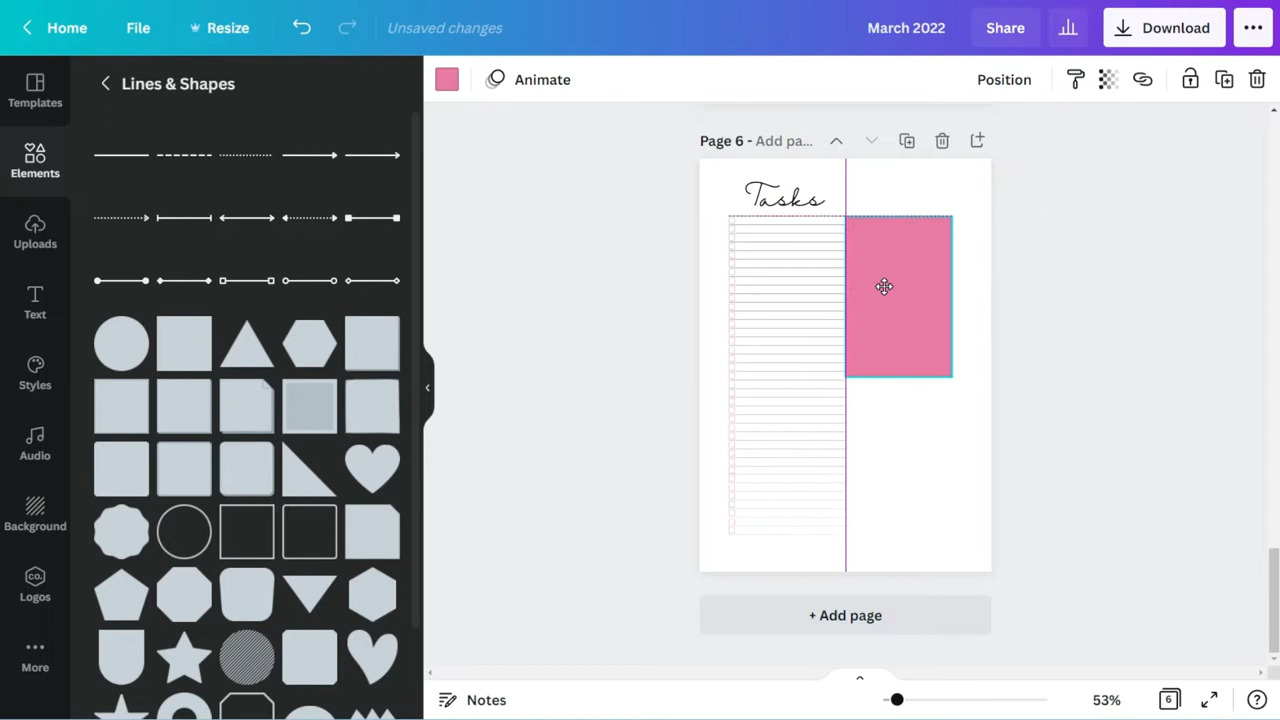 Home File Resize Unsaved changes March 2022 Share Download
Templates
Elements
Uploads
Text
Styles
Audio
Background
CO.
Logos
More
Lines & Shapes
Animate Position
Page 6 - Add pa...
Tasks
+ Add page
Notes 53% 6 ?